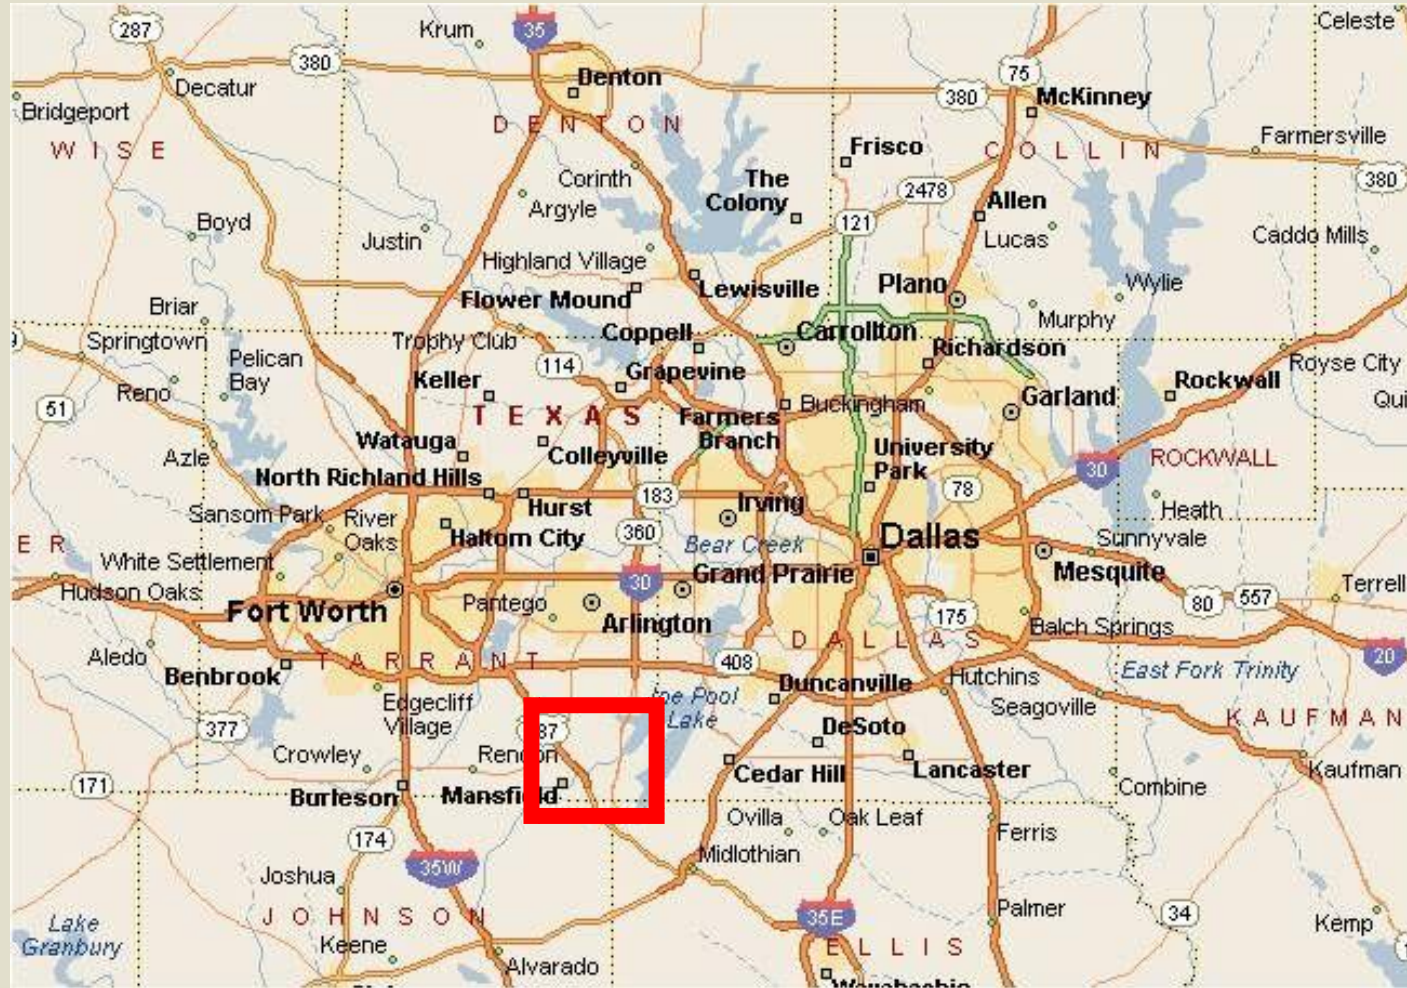 Celeste
287
Krum
35
380
Decatur
Denton
75
380
McKinney
Bridgeport
DENTON
Farmersville
WISE
Frisco
COLLIN
Corinth
The
Colony
2478
380
Argyle
Allen
Boyd
121
Justin
Lucas
Caddo Mills
Highland Village
Lewisville
Plano
Wylie
Flower Mound
Briar
Murphy
Springtown
Trophy Club
Coppell
Carrollton
Richardson
Pelican
Bay
114
Grapevine
Royse City
Reno
Keller
Rockwall
51
TEXAS
Farmers
Branch
Buckingham
Garland
Qui
Watauga
Colleyville
University
Park
Azle
30
ROCKWALL
North Richland Hills
183
78
Hurst
Irving
Heath
Sansom Park
River
Oaks
Haltom City
360
Bear Creek
Dallas
Sunnyvale
ER
White Settlement
30
Grand Prairie
Mesquite
Hudson Oaks
Pantego
Terrell
Fort Worth
Arlington
175
80
557
Balch Springs
DALLAS
Aledo
TARRANT
408
20
Benbrook
Duncanville
Hutchins
East Fork Trinity
Edgecliff
Village
Joe Pool
Lake
Seagoville
377
87
DeSoto
KAUFMAN
Crowley
Rendon
Cedar Hill
Lancaster
Kaufman
171
Burleson
Mansfield
Combine
Ovilla
Oak Leaf
174
Ferris
Midlothian
35W
Joshua
JOHNSON
35E
Palmer
34
Lake
Granbury
Keene
ELLIS
Kemp
Alvarado